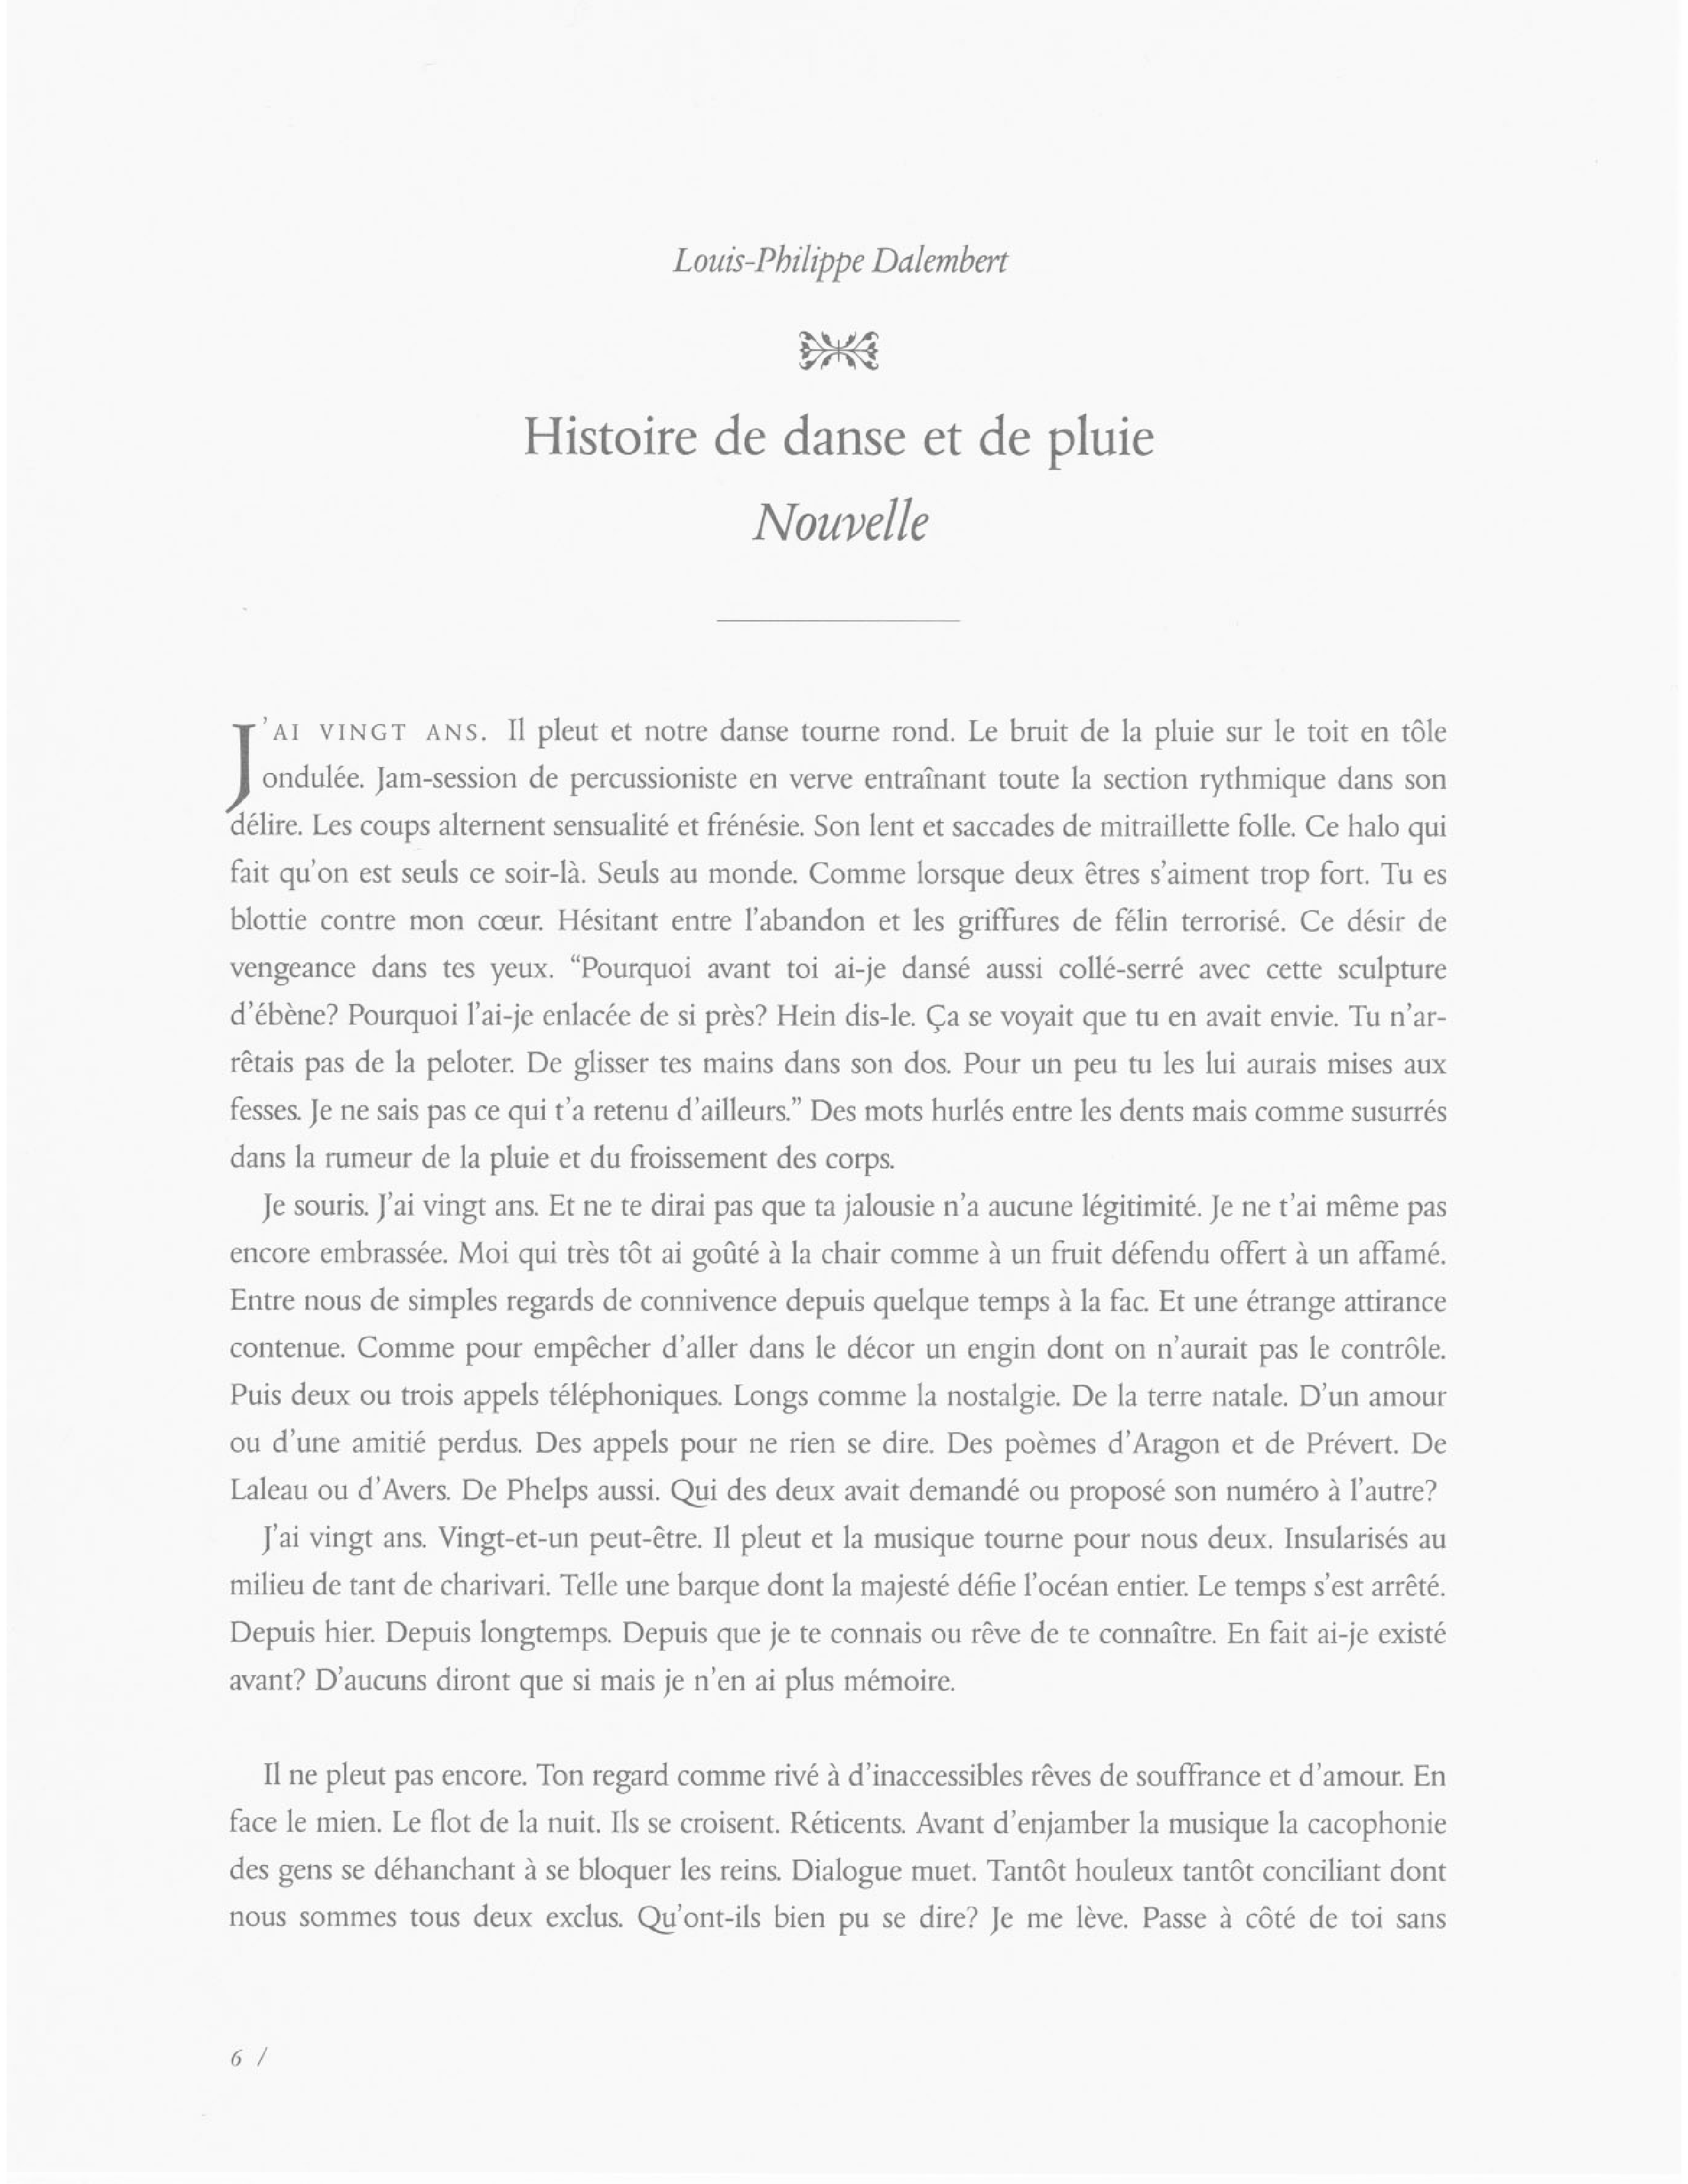 Louis-Philippe Dalembert
Histoire de danse et de pluie
Nouvelle
J'AI VINGT ANS. Il pleut et notre danse tourne rond. Le bruit de la pluie sur le toit en tôle
ondulée. Jam-session de percussioniste en verve entraînant toute la section rythmique dans son
délire. Les coups alternent sensualité et frénésie. Son lent et saccades de mitraillette folle. Ce halo qui
fait qu'on est seuls ce soir-là. Seuls au monde. Comme lorsque deux êtres s'aiment trop fort. Tu es
blottie contre mon cœur. Hésitant entre l'abandon et les griffures de félin terrorisé. Ce désir de
vengeance dans tes yeux. “Pourquoi avant toi ai-je dansé aussi collé-serré avec cette sculpture
d'ébène? Pourquoi l'ai-je enlacée de si près? Hein dis-le. Ça se voyait que tu en avait envie. Tu n'ar-
rêtais pas de la peloter. De glisser tes mains dans son dos. Pour un peu tu les lui aurais mises aux
fesses. Je ne sais pas ce qui t'a retenu d'ailleurs.” Des mots hurlés entre les dents mais comme susurrés
dans la rumeur de la pluie et du froissement des corps.
Je souris. J'ai vingt ans. Et ne te dirai pas que ta jalousie n'a aucune légitimité. Je ne t'ai même pas
encore embrassée. Moi qui très tôt ai goûté à la chair comme à un fruit défendu offert à un affamé.
Entre nous de simples regards de connivence depuis quelque temps à la fac. Et une étrange attirance
contenue. Comme pour empêcher d'aller dans le décor un engin dont on n'aurait pas le contrôle.
Puis deux ou trois appels téléphoniques. Longs comme la nostalgie. De la terre natale. D'un amour
ou d'une amitié perdus. Des appels pour ne rien se dire. Des poèmes d'Aragon et de Prévert. De
Laleau ou d'Avers. De Phelps aussi. Qui des deux avait demandé ou proposé son numéro à l'autre?
J'ai vingt ans. Vingt-et-un peut-être. Il pleut et la musique tourne pour nous deux. Insularisés au
milieu de tant de charivari. Telle une barque dont la majesté défie l'océan entier. Le temps s'est arrêté.
Depuis hier. Depuis longtemps. Depuis que je te connais ou rêve de te connaître. En fait ai-je existé
avant? D'aucuns diront que si mais je n'en ai plus mémoire.
Il ne pleut pas encore. Ton regard comme rivé à d'inaccessibles rêves de souffrance et d'amour. En
face le mien. Le flot de la nuit. Ils se croisent. Réticents. Avant d'enjamber la musique la cacophonie
des gens se déhanchant à se bloquer les reins. Dialogue muet. Tantôt houleux tantôt conciliant dont
nous sommes tous deux exclus. Qu'ont-ils bien pu se dire? Je me lève. Passe à côté de toi sans
6 /